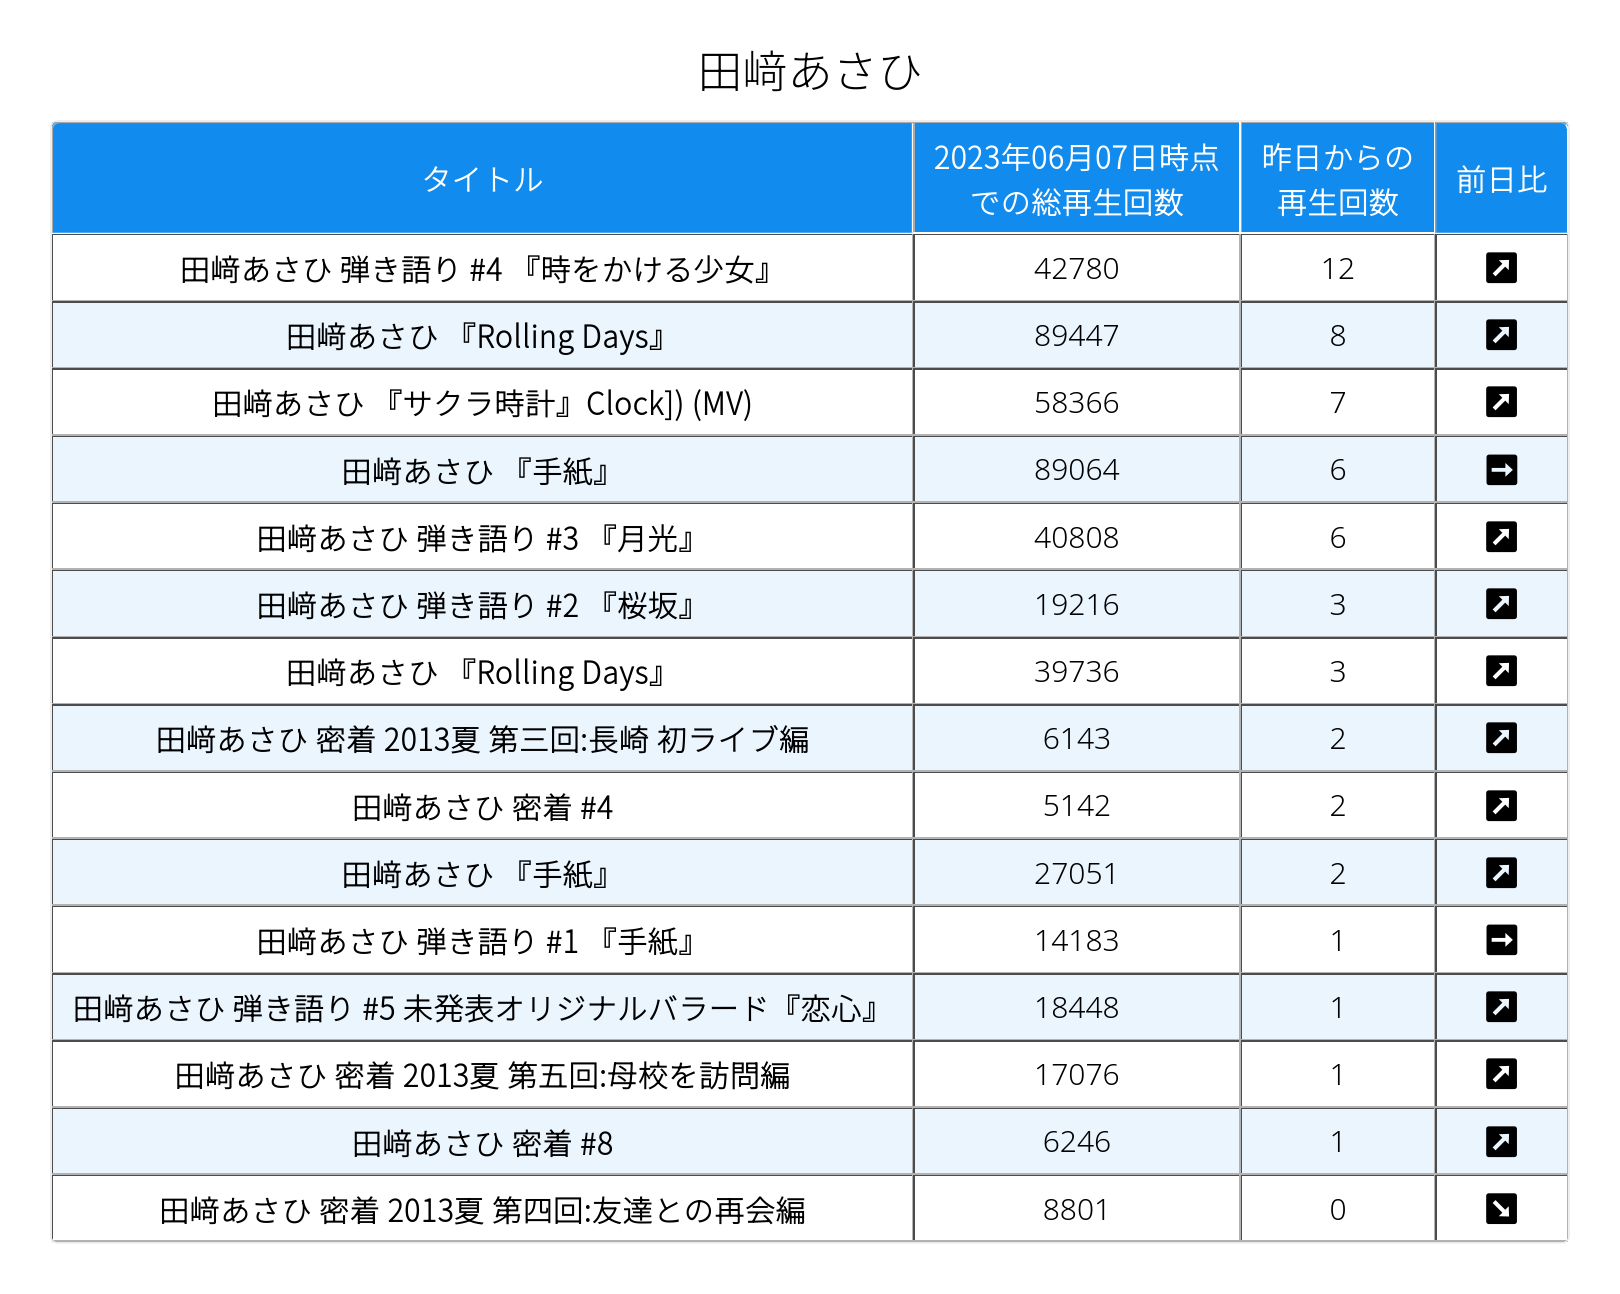 田﨑あさひ
タイトル 2023年06月07日時点での総再生回数 昨日からの再生回数 前日比
田﨑あさひ 弾き語り #4 『時をかける少女』 42780 12 ↗
田﨑あさひ 『Rolling Days』 89447 8 ↗
田﨑あさひ 『サクラ時計』Clock]) (MV) 58366 7 ↗
田﨑あさひ 『手紙』 89064 6 →
田﨑あさひ 弾き語り #3 『月光』 40808 6 ↗
田﨑あさひ 弾き語り #2 『桜坂』 19216 3 ↗
田﨑あさひ 『Rolling Days』 39736 3 ↗
田﨑あさひ 密着 2013夏 第三回:長崎 初ライブ編 6143 2 ↗
田﨑あさひ 密着 #4 5142 2 ↗
田﨑あさひ 『手紙』 27051 2 ↗
田﨑あさひ 弾き語り #1 『手紙』 14183 1 →
田﨑あさひ 弾き語り #5 未発表オリジナルバラード『恋心』 18448 1 ↗
田﨑あさひ 密着 2013夏 第五回:母校を訪問編 17076 1 ↗
田﨑あさひ 密着 #8 6246 1 ↗
田﨑あさひ 密着 2013夏 第四回:友達との再会編 8801 0 ↘